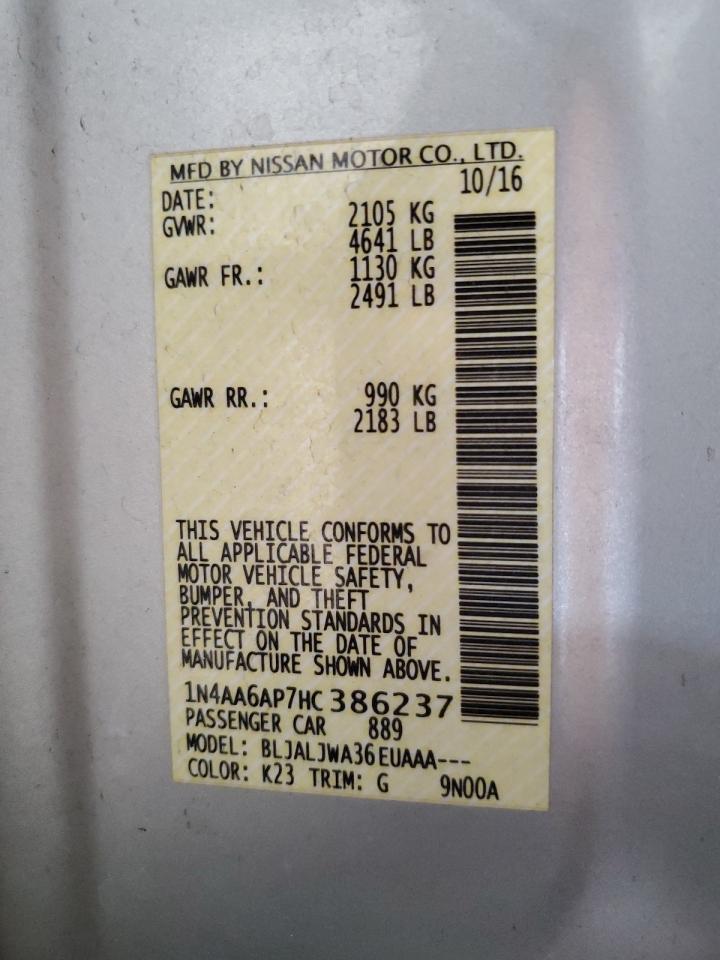 MFD BY NISSAN MOTOR CO., LTD.
DATE: 10/16
GVWR: 2105 KG
4641 LB
GAWR FR.: 1130 KG
2491 LB
GAWR RR.: 990 KG
2183 LB
THIS VEHICLE CONFORMS TO
ALL APPLICABLE FEDERAL
MOTOR VEHICLE SAFETY,
BUMPER, AND THEFT
PREVENTION STANDARDS IN
EFFECT ON THE DATE OF
MANUFACTURE SHOWN ABOVE.
1N4AA6AP7HC386237
PASSENGER CAR 889
MODEL: BLJALJWA36EUAAA---
COLOR: K23 TRIM: G 9N00A